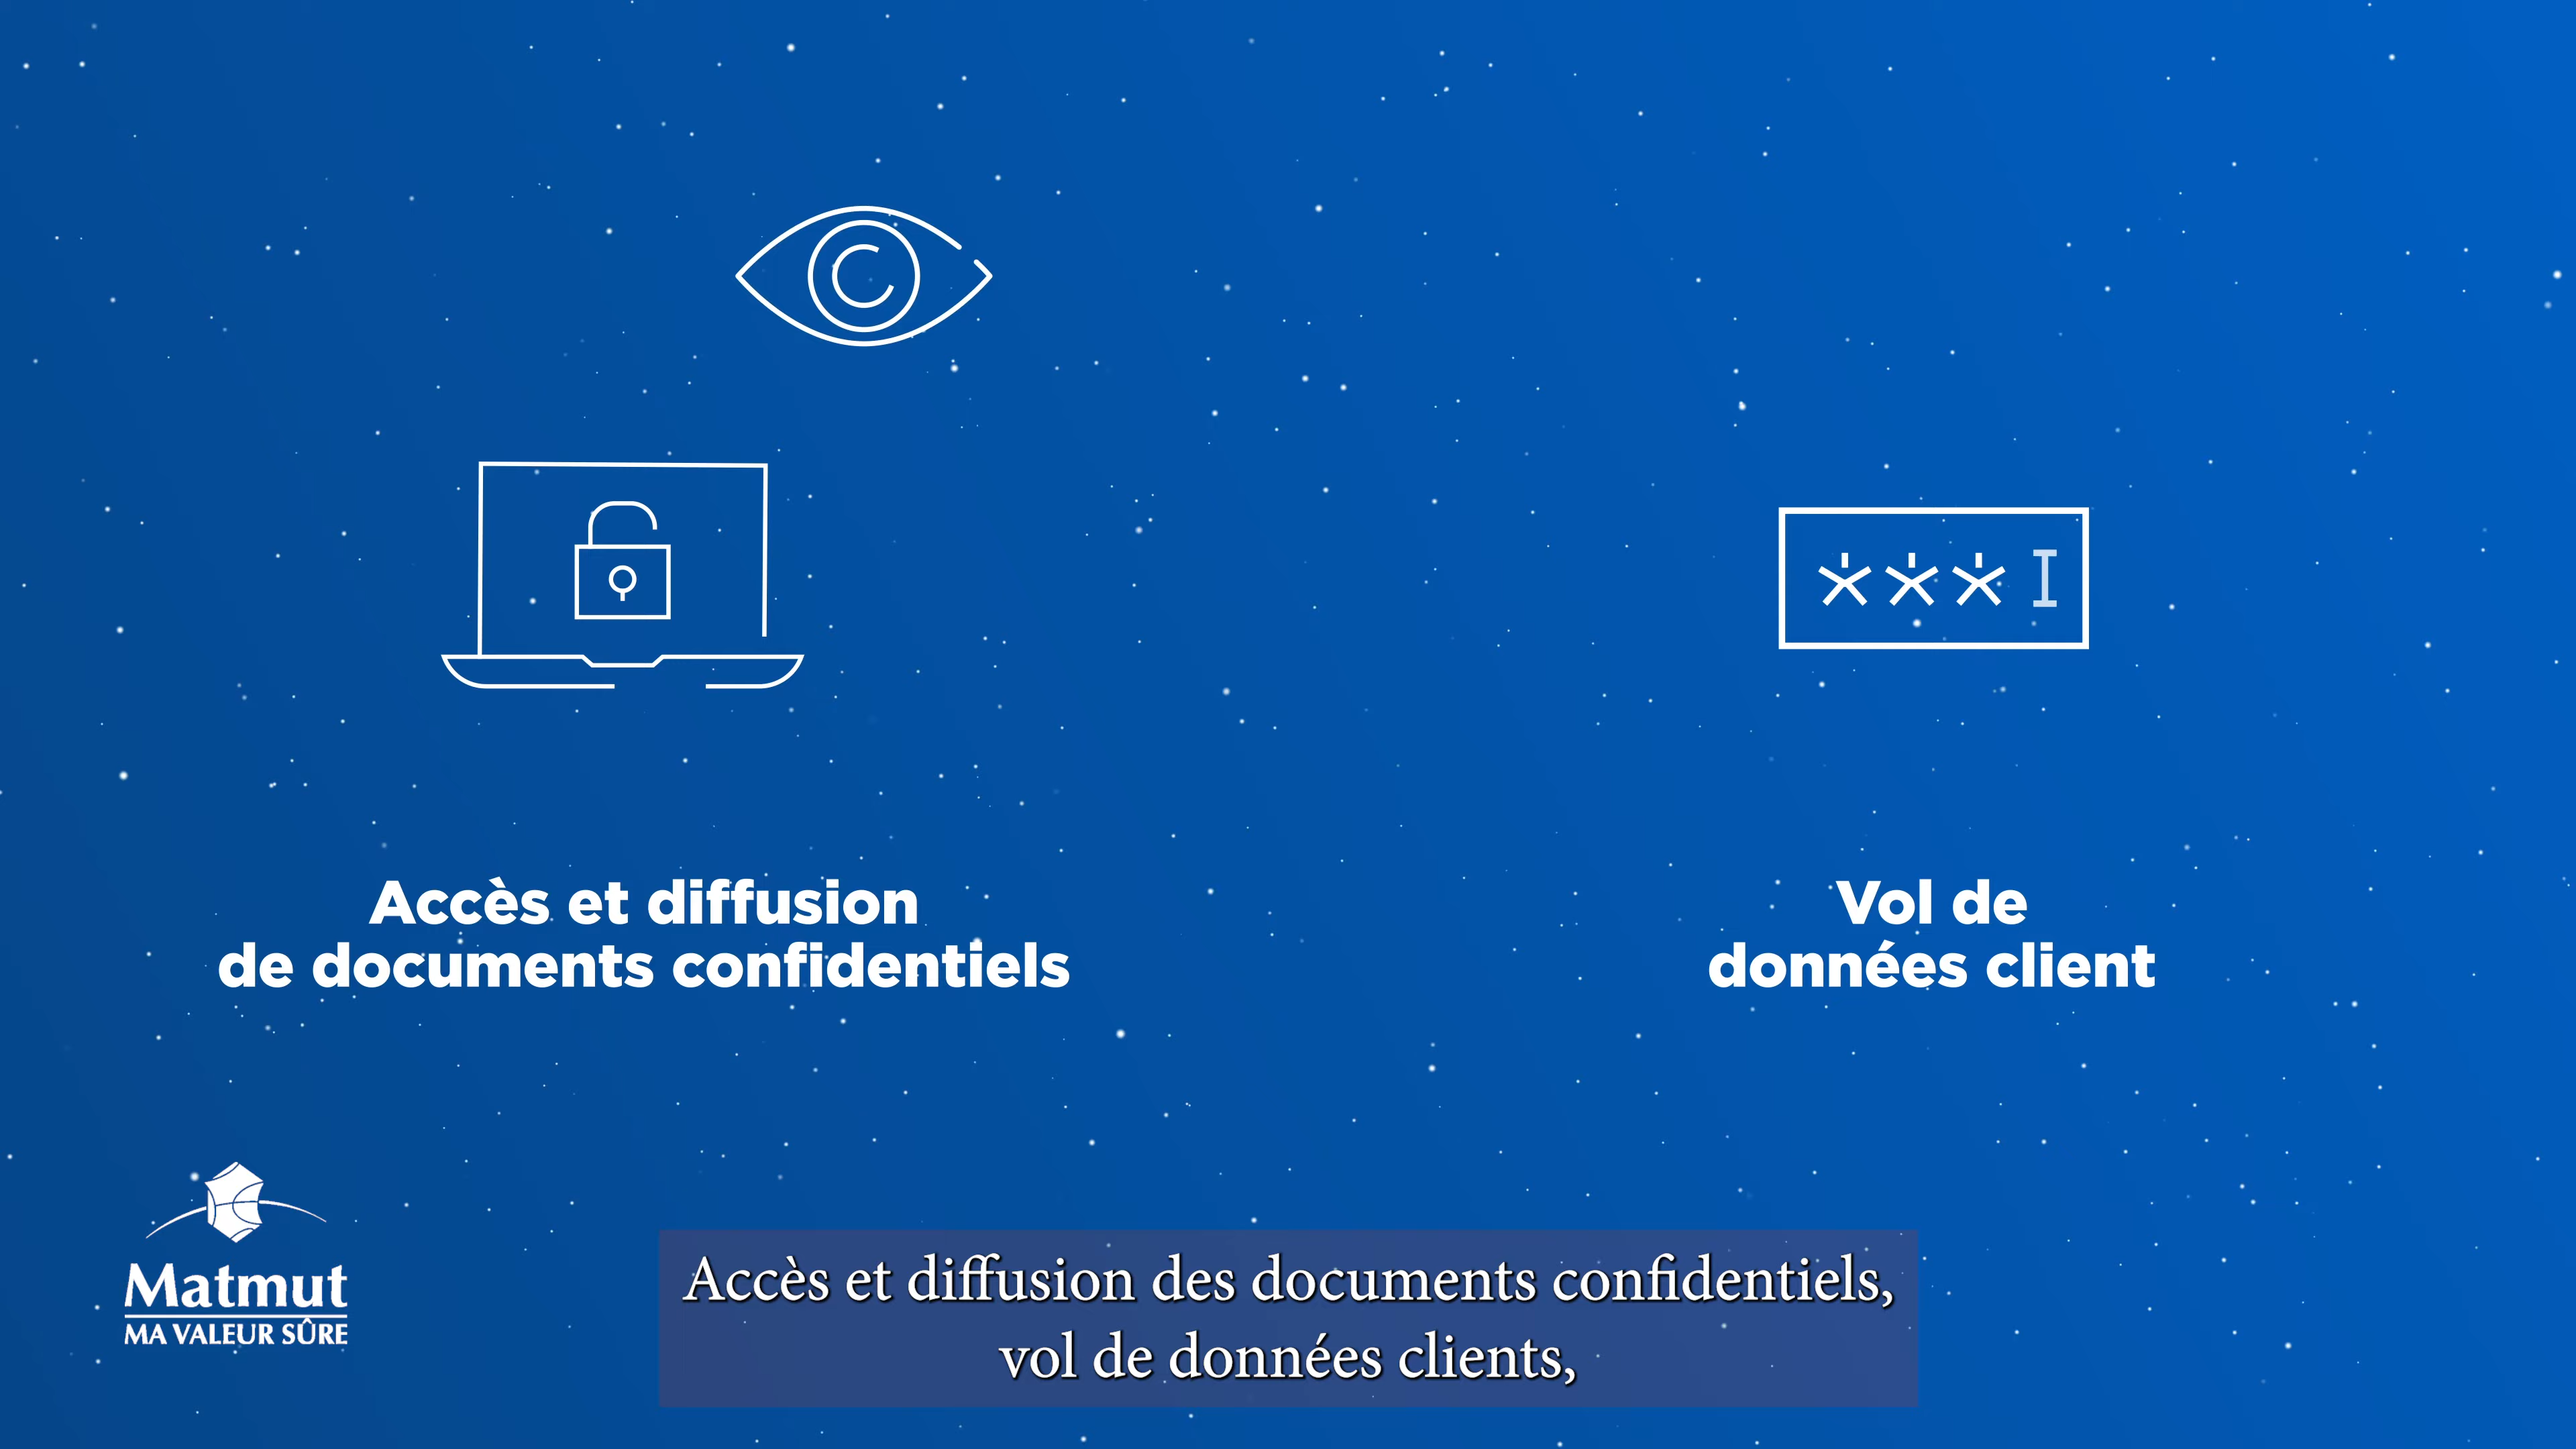 Accès et diffusion
de documents confidentiels
Vol de
données client
Matmut
MA VALEUR SÛRE
Accès et diffusion des documents confidentiels,
vol de données clients,